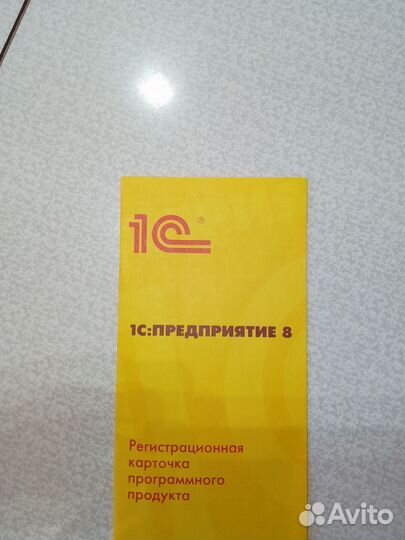 1С®
1С:ПРЕДПРИЯТИЕ 8
Регистрационная
карточка
программного
продукта
Avito